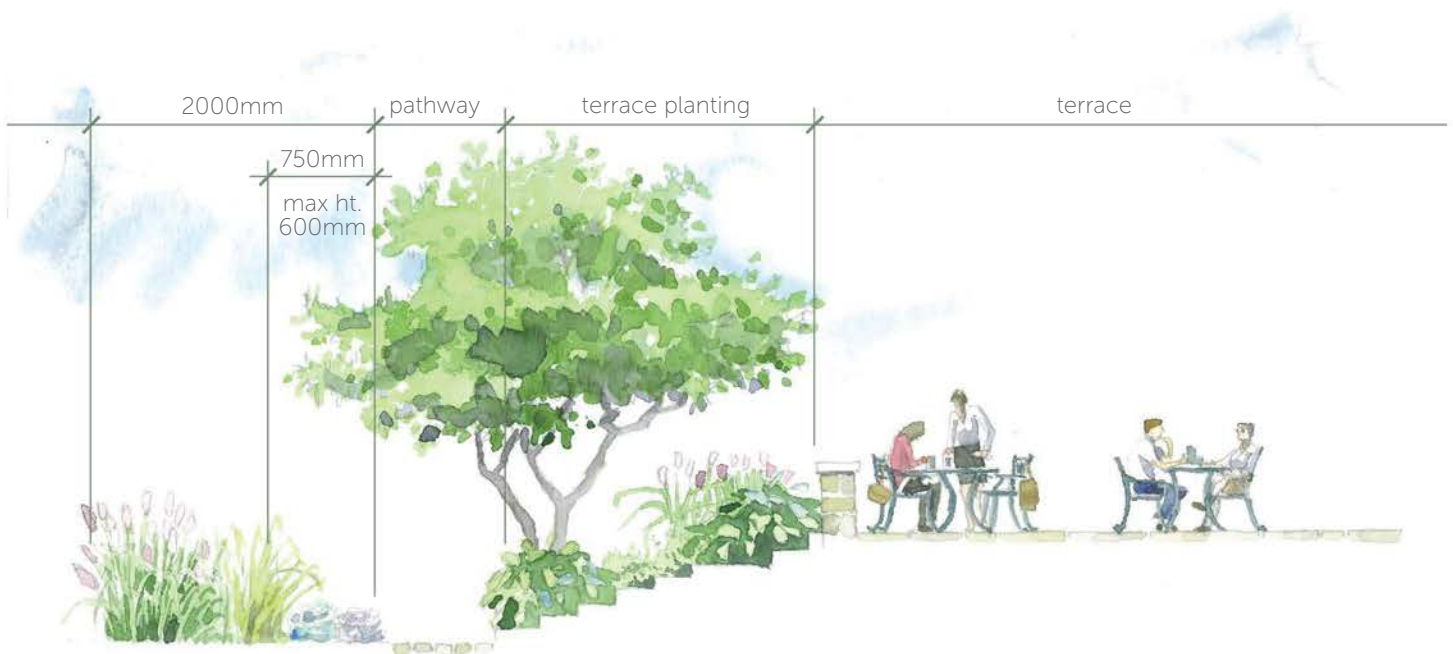 2000mm
pathway
terrace planting
terrace
750mm
max ht.
600mm